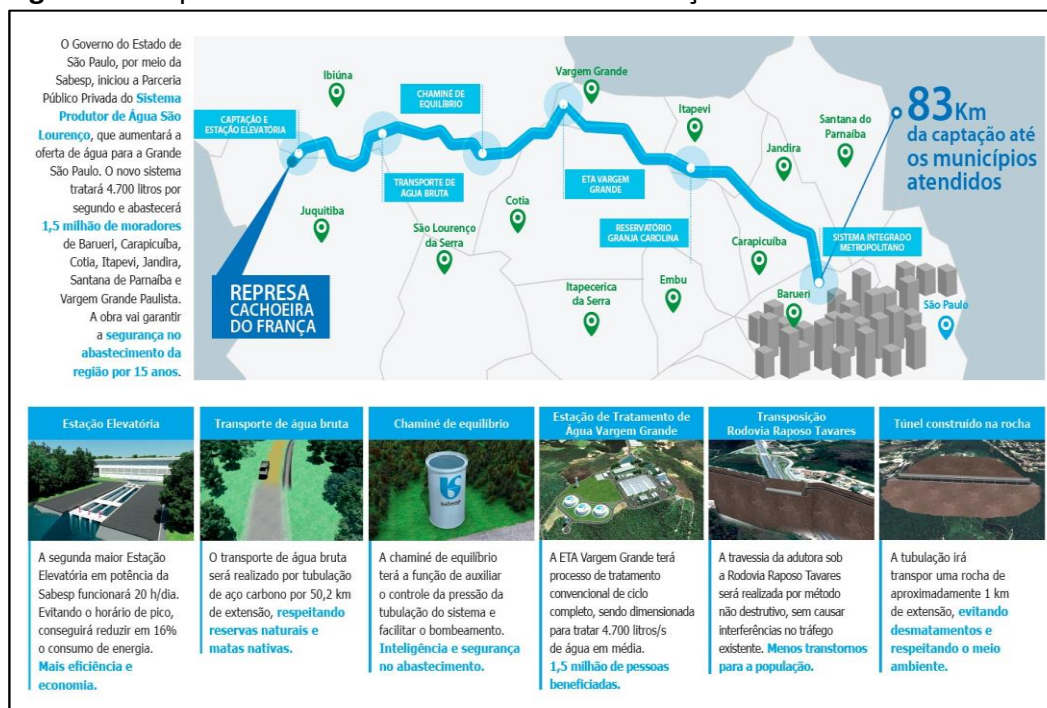 O Governo do Estado de
São Paulo, por meio da
Sabesp, iniciou a Parceria
Público Privada do Sistema
Produtor de Água São
Lourenço, que aumentará a
oferta de água para a Grande
São Paulo. O novo sistema
tratará 4.700 litros por
segundo e abastecerá
1,5 milhão de moradores
de Barueri, Carapicuíba,
Cotia, Itapevi, Jandira,
Santana de Parnaíba e
Vargem Grande Paulista.
A obra vai garantir
a segurança no
abastecimento da
região por 15 anos.
Ibiúna
CAPTAÇÃO E
ESTAÇÃO ELEVATÓRIA
CHAMINÉ DE
EQUILÍBRIO
Vargem Grande
Itapevi
Jandira
Santana do
Parnaíba
83Km
da captação até
os municípios
atendidos
TRANSPORTE DE
ÁGUA BRUTA
ETA VARGEM
GRANDE
Juquitiba
São Lourenço
da Serra
Cotia
RESERVATÓRIO
GRANJA CAROLINA
Carapicuíba
SISTEMA INTEGRADO
METROPOLITANO
REPRESA
CACHOEIRA
DO FRANÇA
Itapecerica
da Serra
Embu
Barueri
São Paulo
Estação Elevatória
A segunda maior Estação
Elevatória em potência da
Sabesp funcionará 20 h/dia.
Evitando o horário de pico,
conseguirá reduzir em 16%
o consumo de energia.
Mais eficiência e
economia.
Transporte de água bruta
O transporte de água bruta
será realizado por tubulação
de aço carbono por 50,2 km
de extensão, respeitando
reservas naturais e
matas nativas.
Chaminé de equilíbrio
sabesp
A chaminé de equilíbrio
terá a função de auxiliar
o controle da pressão da
tubulação do sistema e
facilitar o bombeamento.
Inteligência e segurança
no abastecimento.
Estação de Tratamento de
Água Vargem Grande
A ETA Vargem Grande terá
processo de tratamento
convencional de ciclo
completo, sendo dimensionada
para tratar 4.700 litros/s
de água em média.
1,5 milhão de pessoas
beneficiadas.
Transposição
Rodovia Raposo Tavares
A travessia da adutora sob
a Rodovia Raposo Tavares
será realizada por método
não destrutivo, sem causar
interferências no tráfego
existente. Menos transtornos
para a população.
Túnel construído na rocha
A tubulação irá
transpor uma rocha de
aproximadamente 1 km
de extensão, evitando
desmatamentos e
respeitando o meio
ambiente.